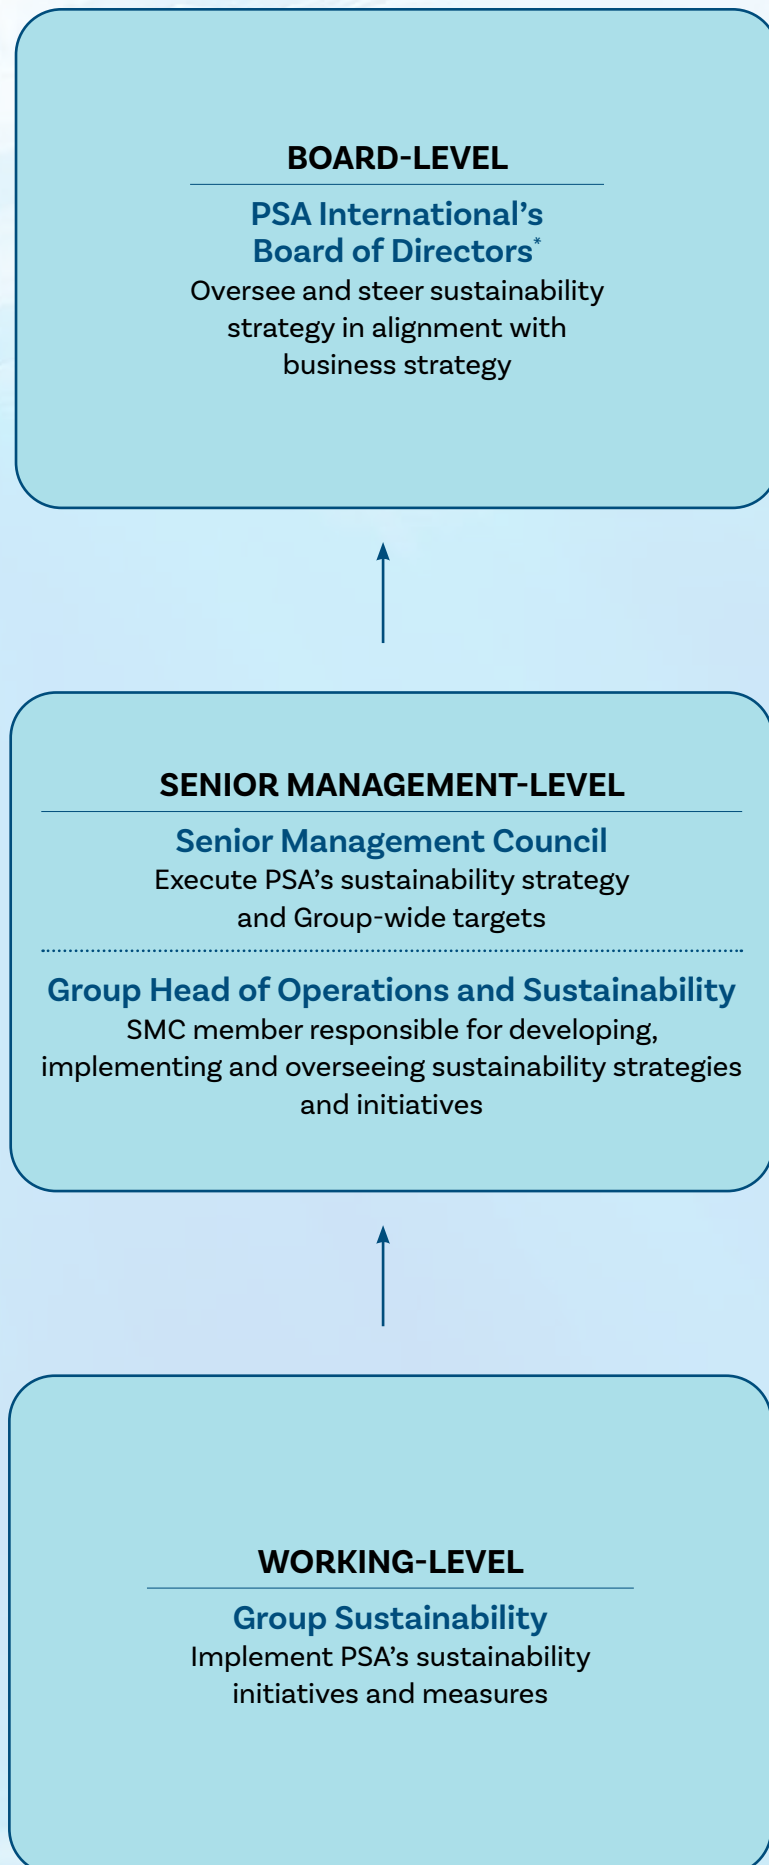 BOARD-LEVEL
PSA International’s
Board of Directors*
Oversee and steer sustainability
strategy in alignment with
business strategy
SENIOR MANAGEMENT-LEVEL
Senior Management Council
Execute PSA’s sustainability strategy
and Group-wide targets
Group Head of Operations and Sustainability
SMC member responsible for developing,
implementing and overseeing sustainability strategies
and initiatives
WORKING-LEVEL
Group Sustainability
Implement PSA’s sustainability
initiatives and measures